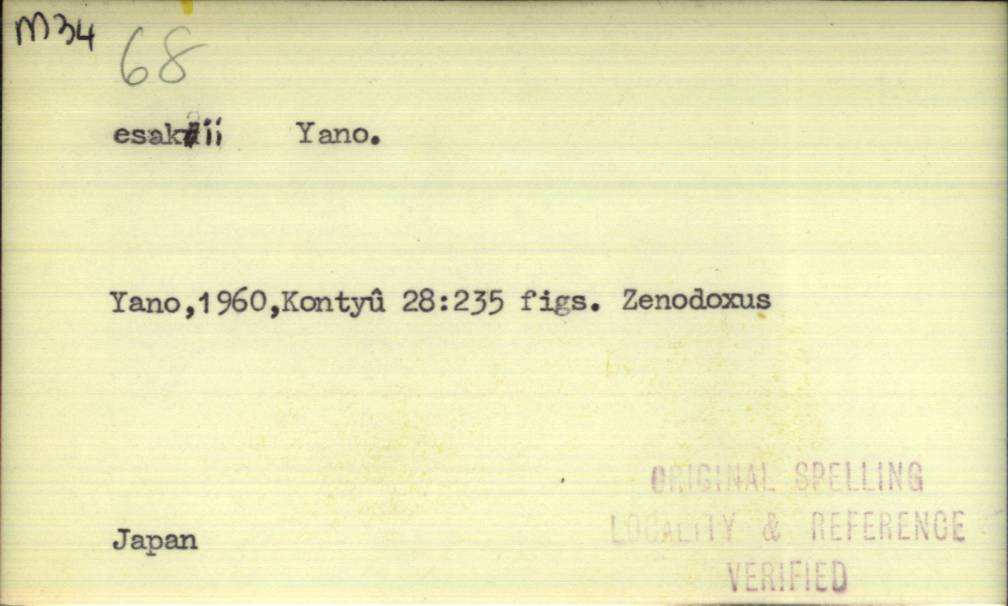 M34
68
esakii Yano.
Yano,1960,Kontyû 28:235 figs. Zenodoxus
ORIGINAL SPELLING
LOCALITY & REFERENCE
VERIFIED
Japan